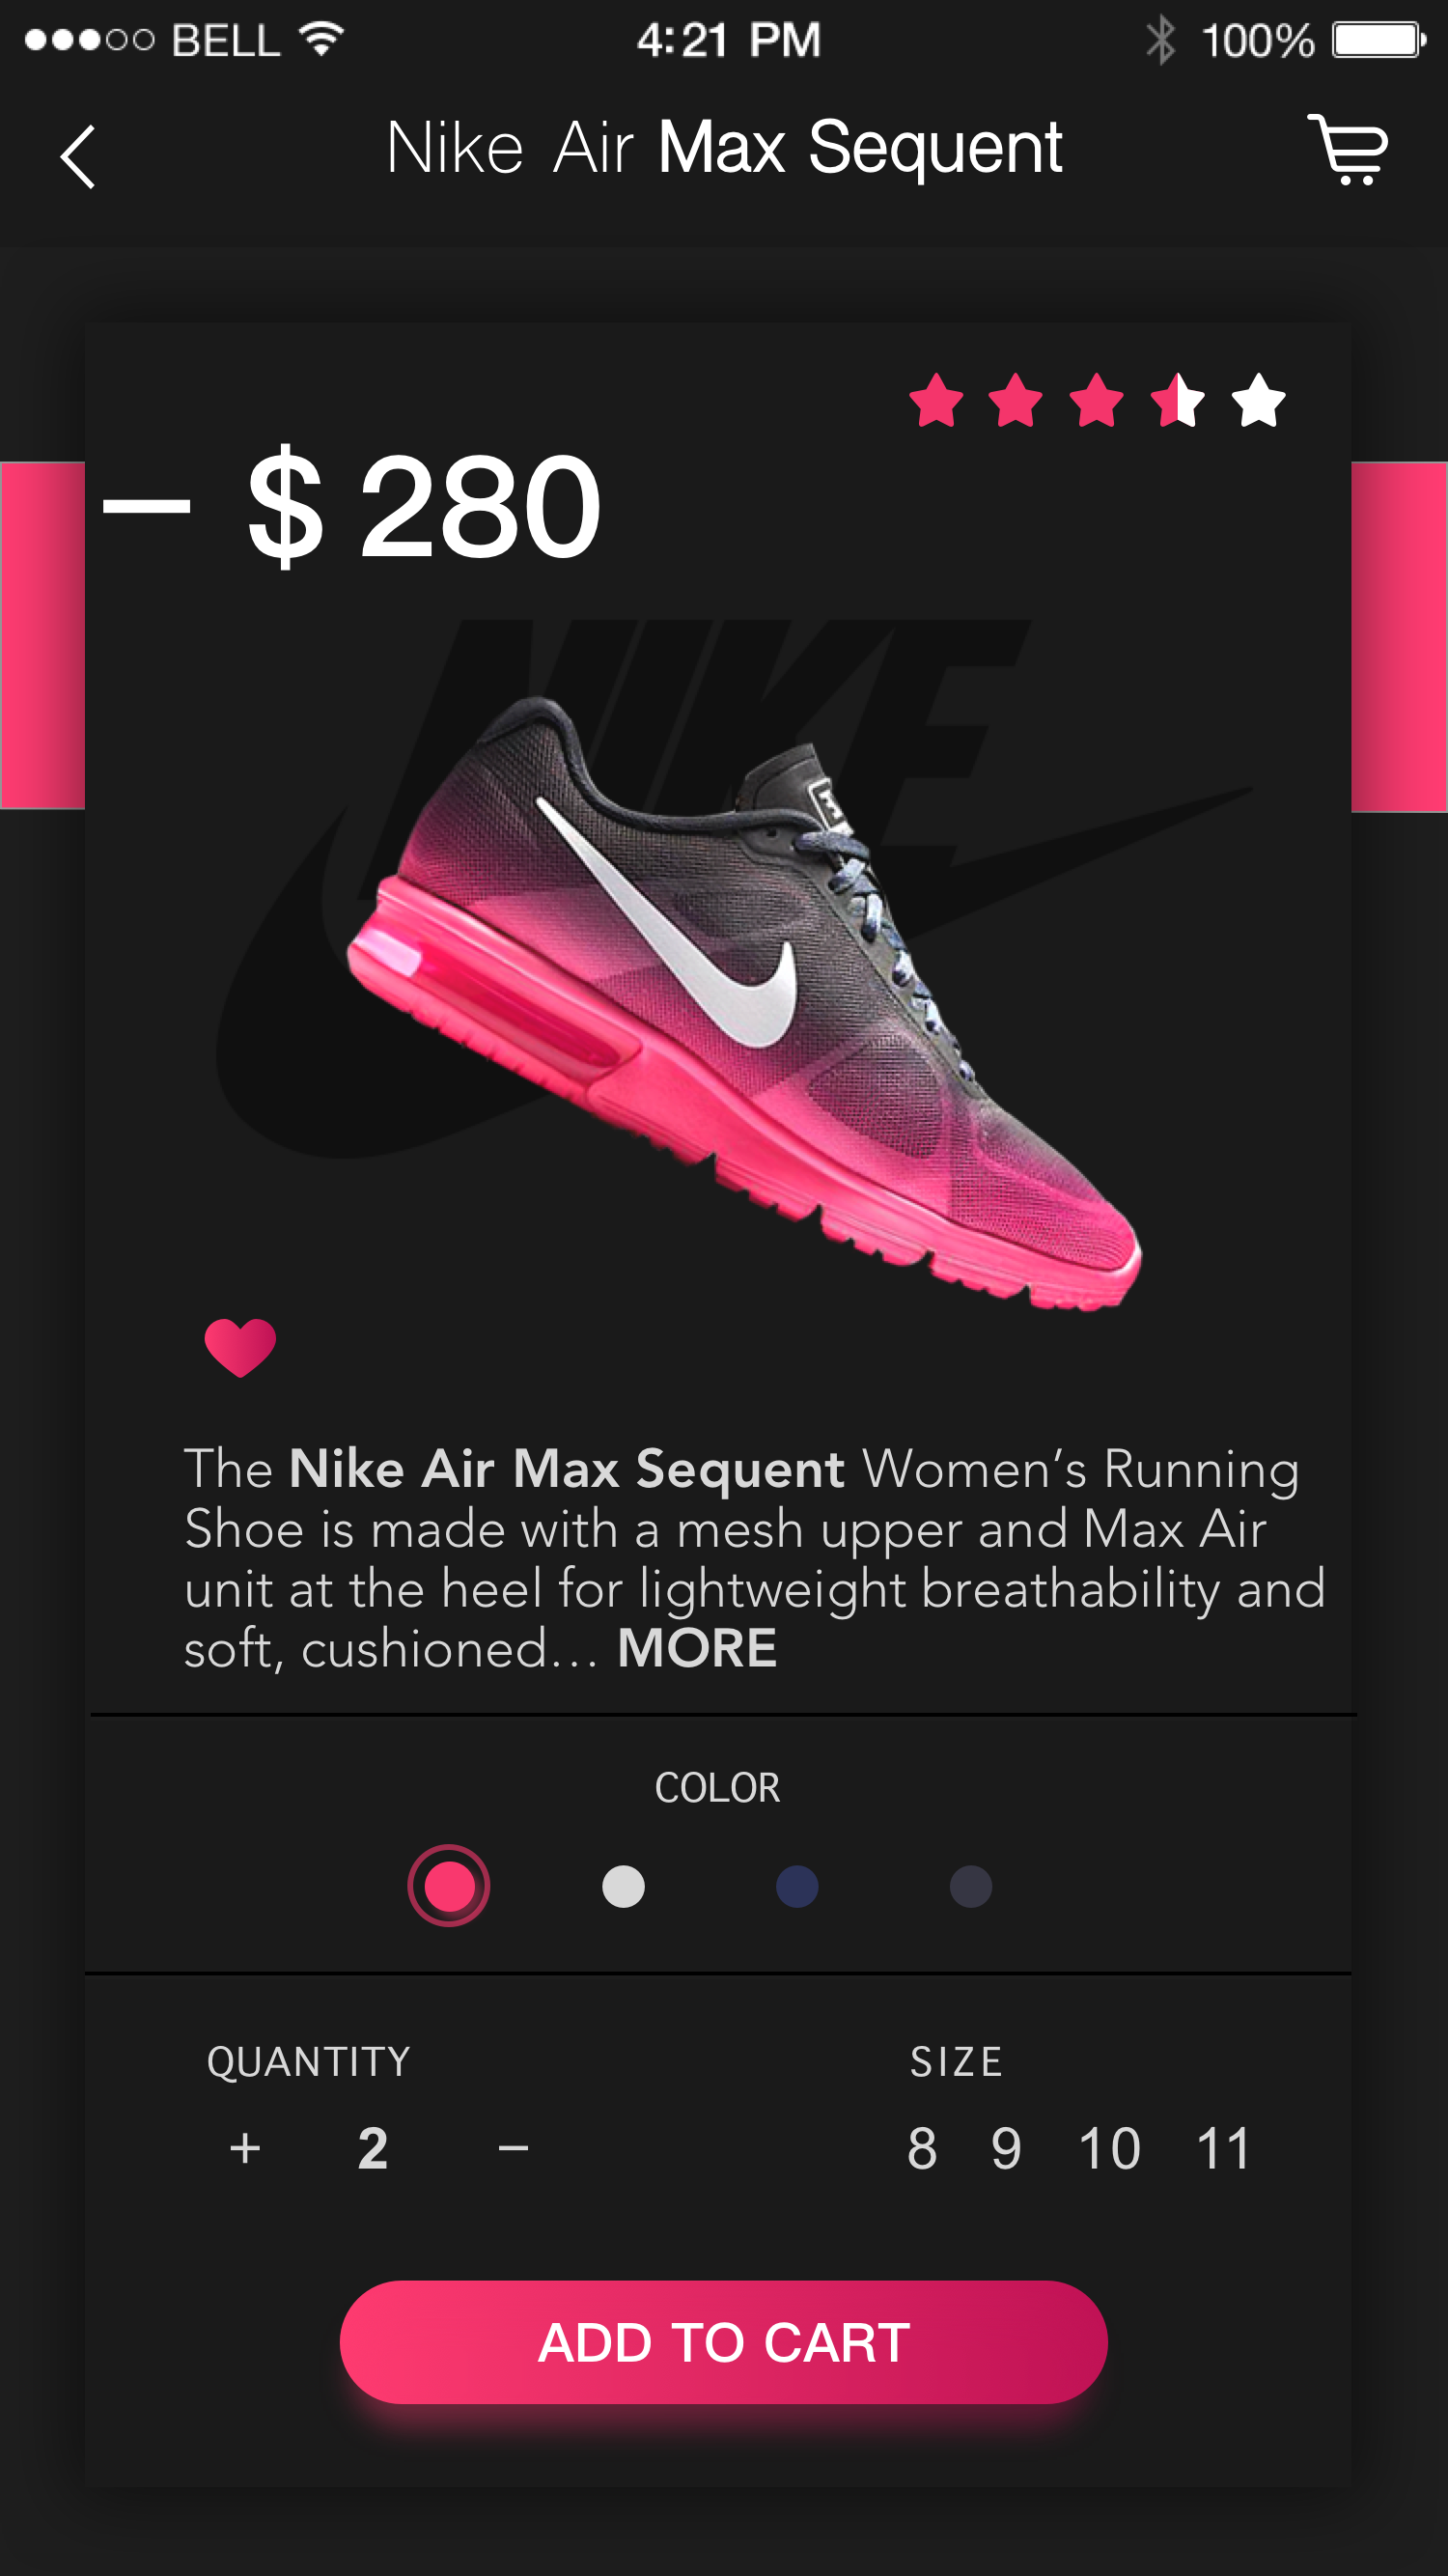 BELL 4:21 PM 100%
Nike Air Max Sequent
– $ 280
NIKE
The Nike Air Max Sequent Women’s Running
Shoe is made with a mesh upper and Max Air
unit at the heel for lightweight breathability and
soft, cushioned... MORE
COLOR
QUANTITY SIZE
+ 2 – 8 9 10 11
ADD TO CART